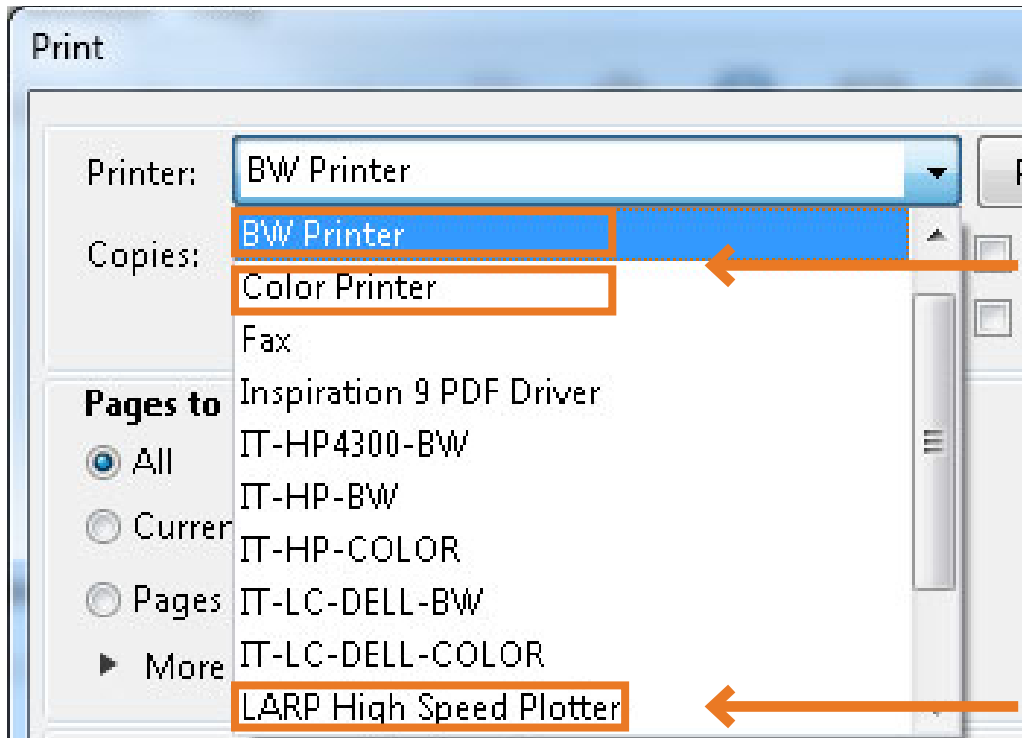 Print
Printer:
BW Printer
P
Copies:
BW Printer
Color Printer
Fax
Inspiration 9 PDF Driver
IT-HP4300-BW
IT-HP-BW
IT-HP-COLOR
IT-LC-DELL-BW
IT-LC-DELL-COLOR
LARP High Speed Plotter
Pages to
All
Curren
Pages
More